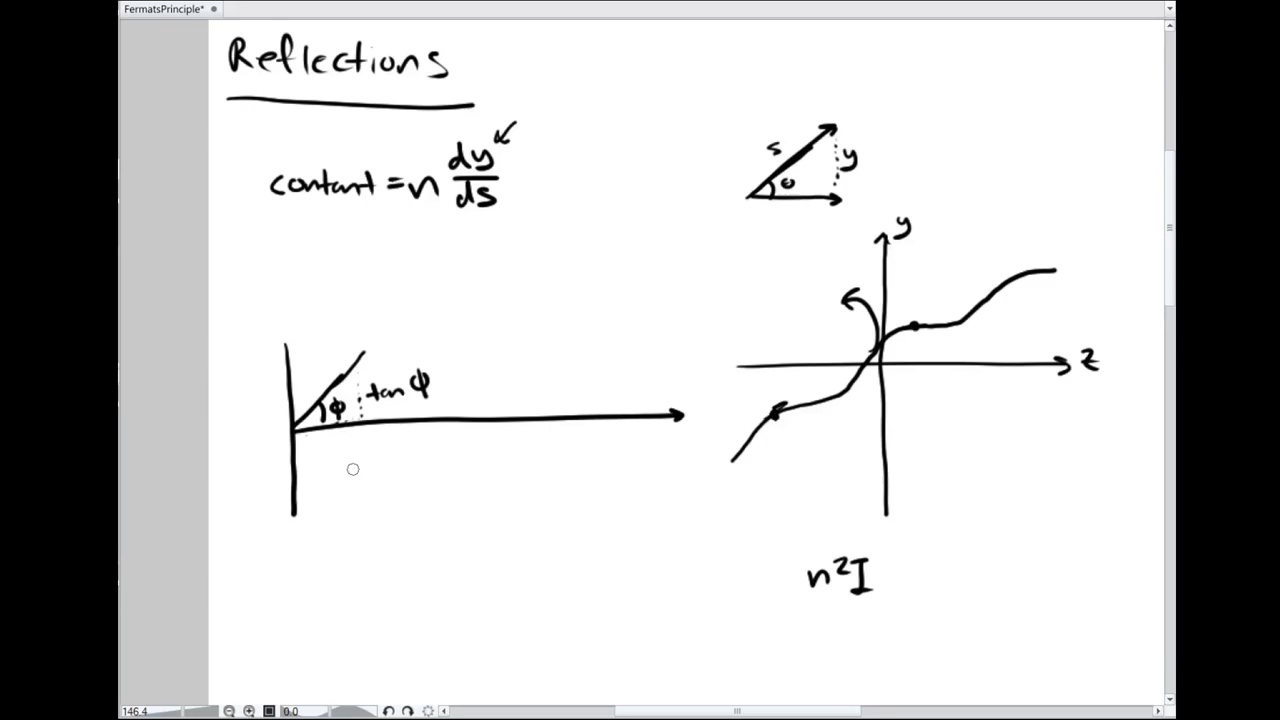 FermatsPrinciple*
Reflections
contant = n dy/ds
s
y
θ
y
z
tan φ
φ
n²I
146.4
0.0